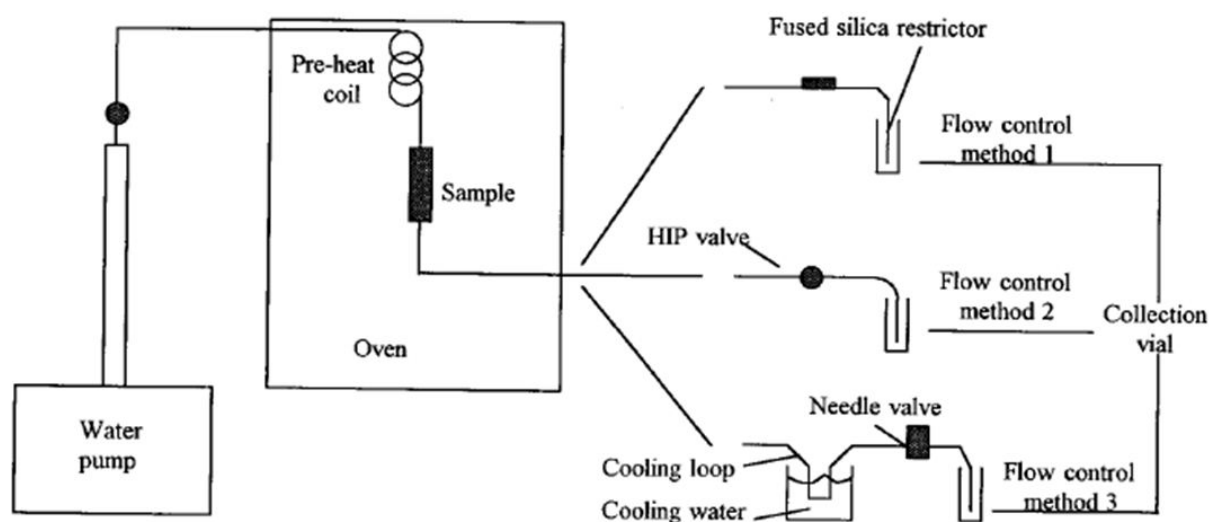 Fused silica restrictor
Pre-heat
coil
Flow control
method 1
Sample
HIP valve
Flow control
method 2
Collection
vial
Oven
Needle valve
Water
pump
Cooling loop
Flow control
method 3
Cooling water